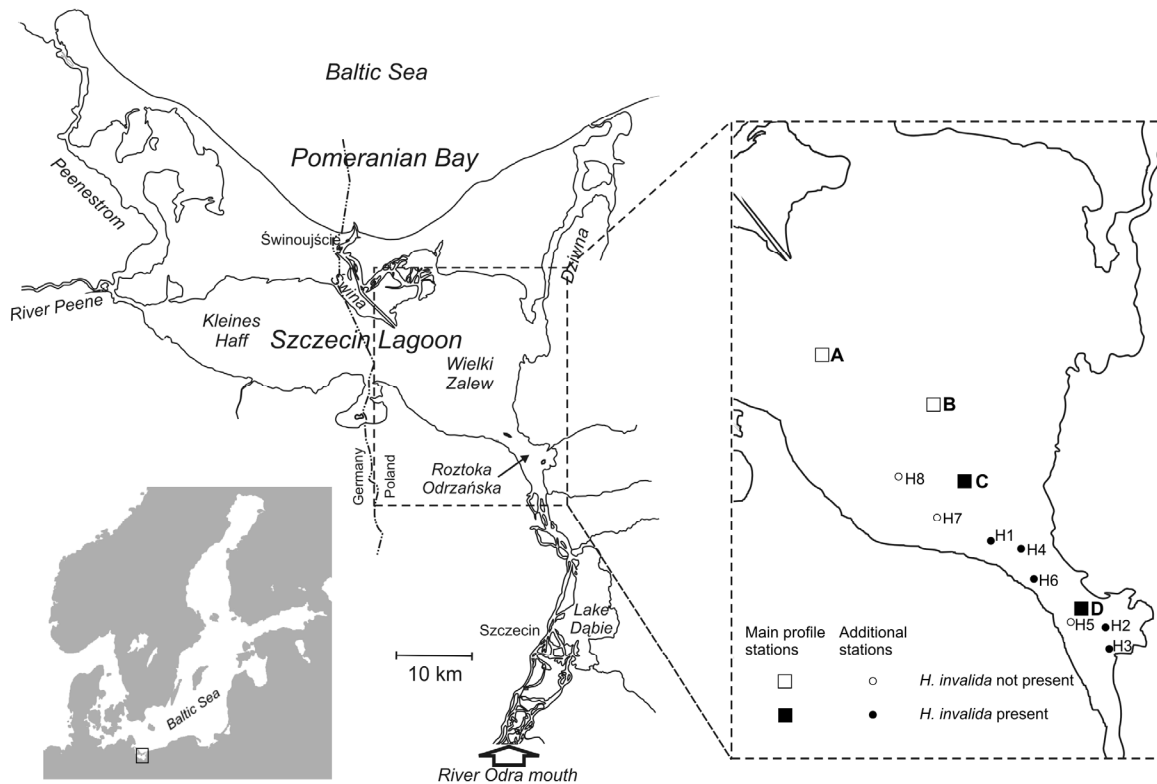 Baltic Sea
Pomeranian Bay
Peenestrom
Świnoujście
Świna
Dziwna
River Peene
Kleines
Haff
Szczecin Lagoon
Wielki
Zalew
Roztoka
Odrzańska
Germany
Poland
Szczecin
Lake
Dąbie
10 km
River Odra mouth
Baltic Sea
A
B
C
H8
H7
H1
H4
H6
D
H5
H2
H3
Main profile
stations
Additional
stations
H. invalida not present
H. invalida present